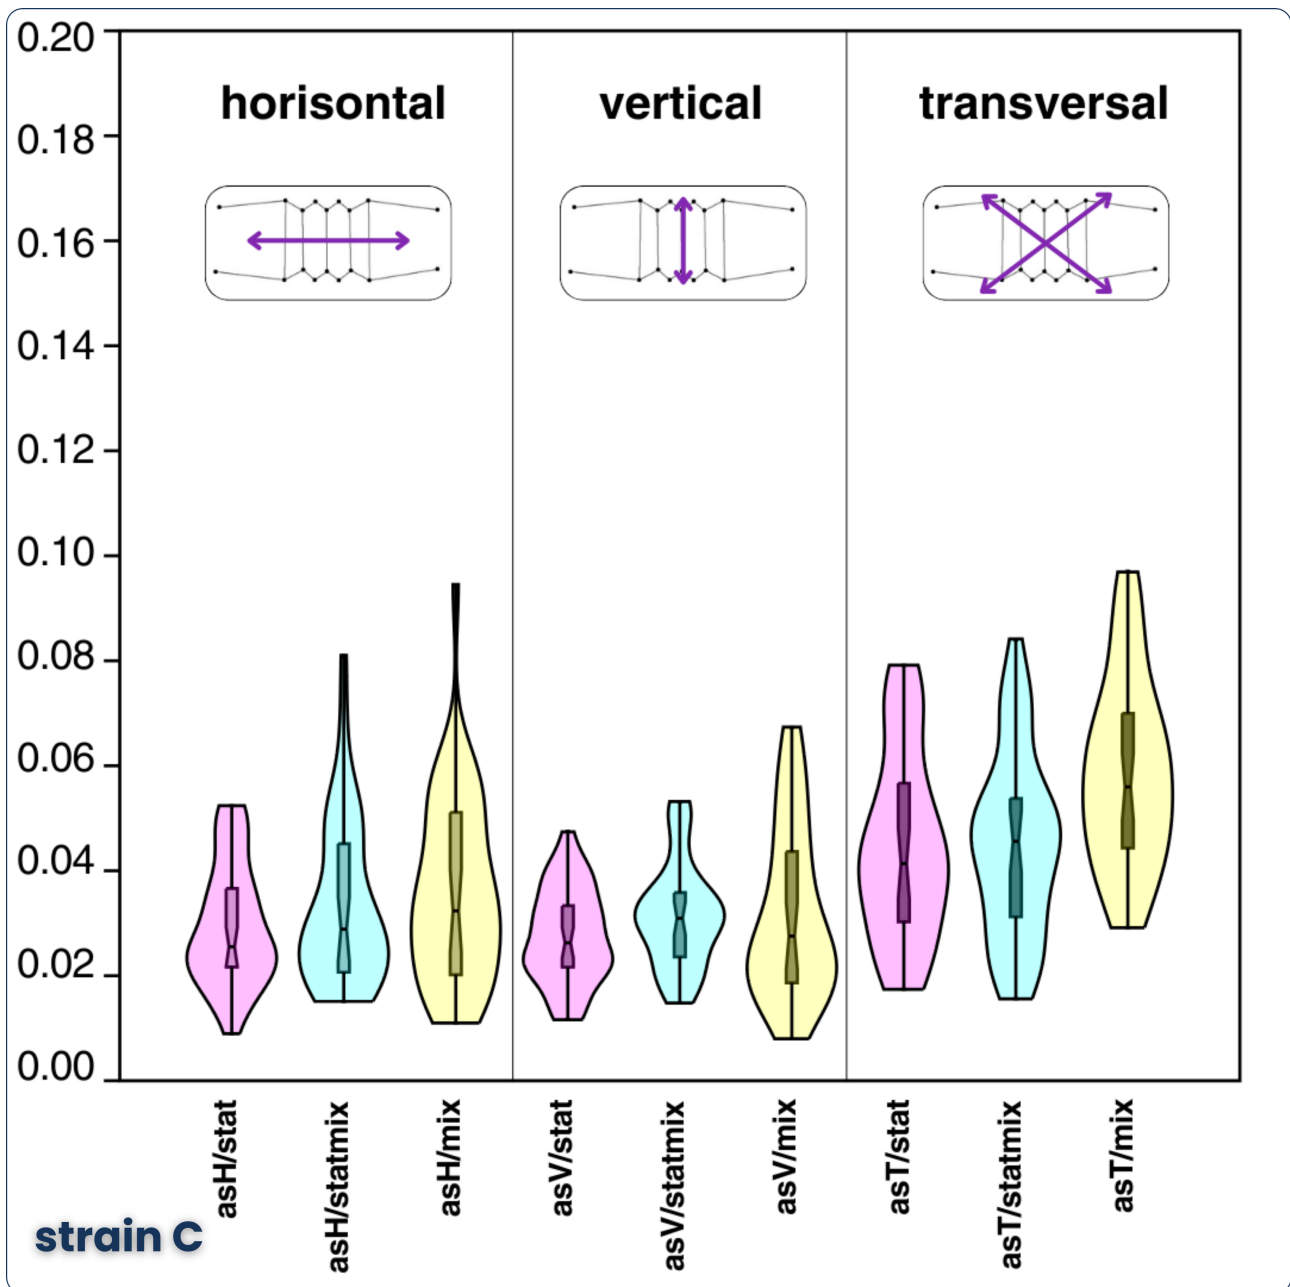 0.20
0.18
0.16
0.14
0.12
0.10
0.08
0.06
0.04
0.02
0.00
horisontal
vertical
transversal
asH/stat
asH/statmix
asH/mix
asV/stat
asV/statmix
asV/mix
asT/stat
asT/statmix
asT/mix
strain C